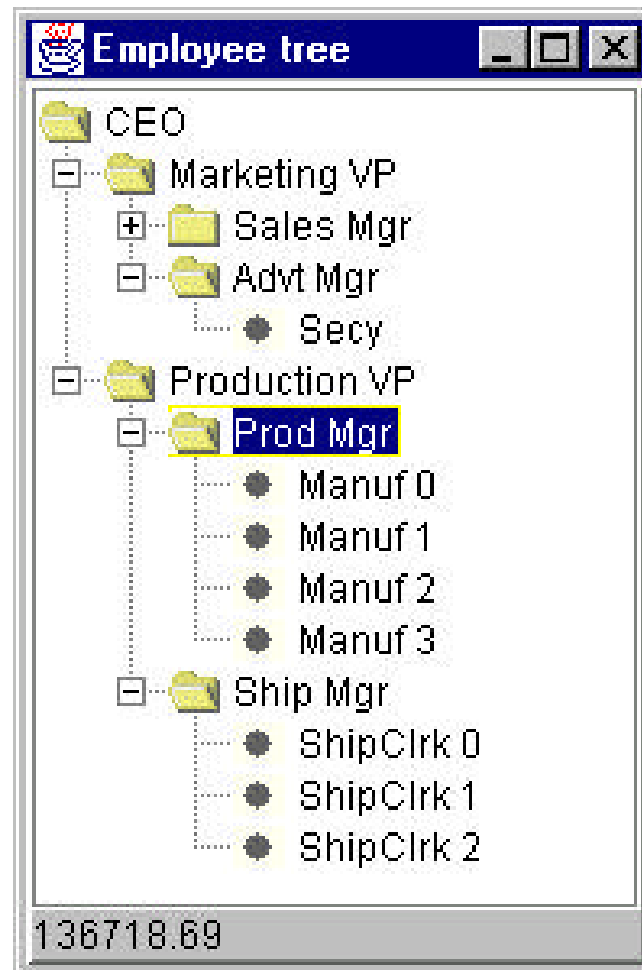 Employee tree
CEO
Marketing VP
Sales Mgr
Advt Mgr
Secy
Production VP
Prod Mgr
Manuf 0
Manuf 1
Manuf 2
Manuf 3
Ship Mgr
ShipClrk 0
ShipClrk 1
ShipClrk 2
136718.69